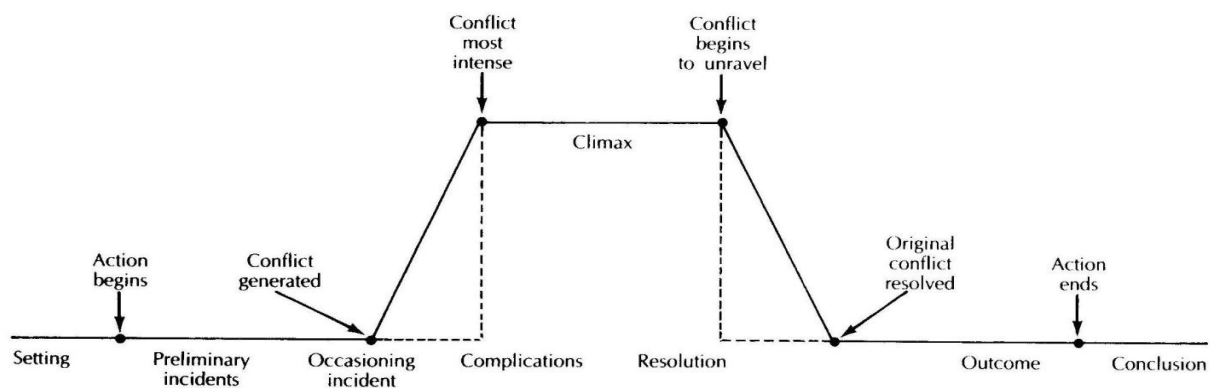 Conflict
most
intense
Conflict
begins
to unravel
Climax
Action
begins
Conflict
generated
Original
conflict
resolved
Action
ends
Setting
Preliminary
incidents
Occasioning
incident
Complications
Resolution
Outcome
Conclusion